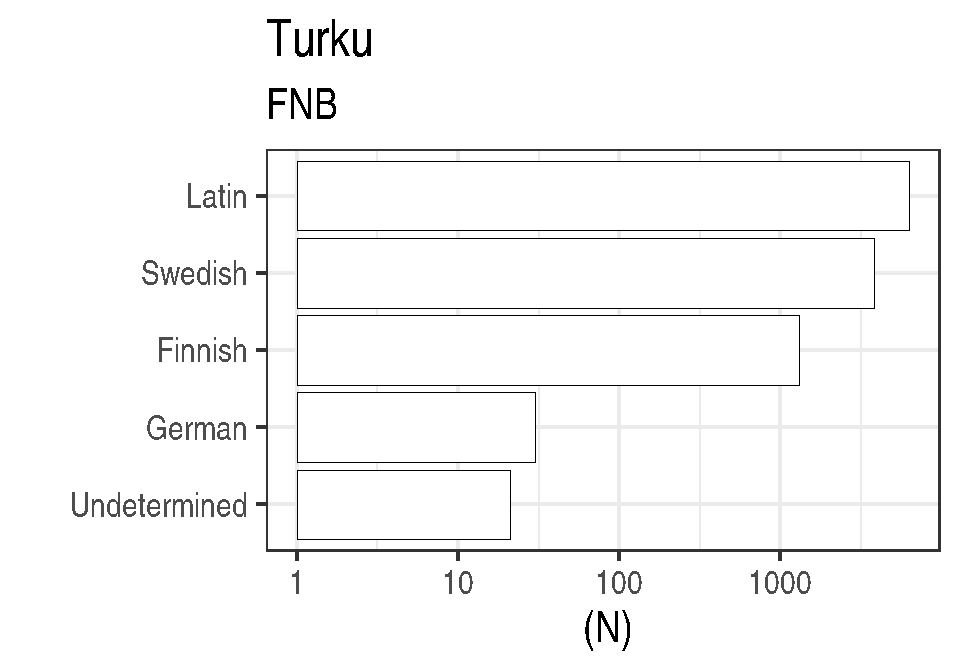 Turku
FNB
Latin
Swedish
Finnish
German
Undetermined
1 10 100 1000
(N)